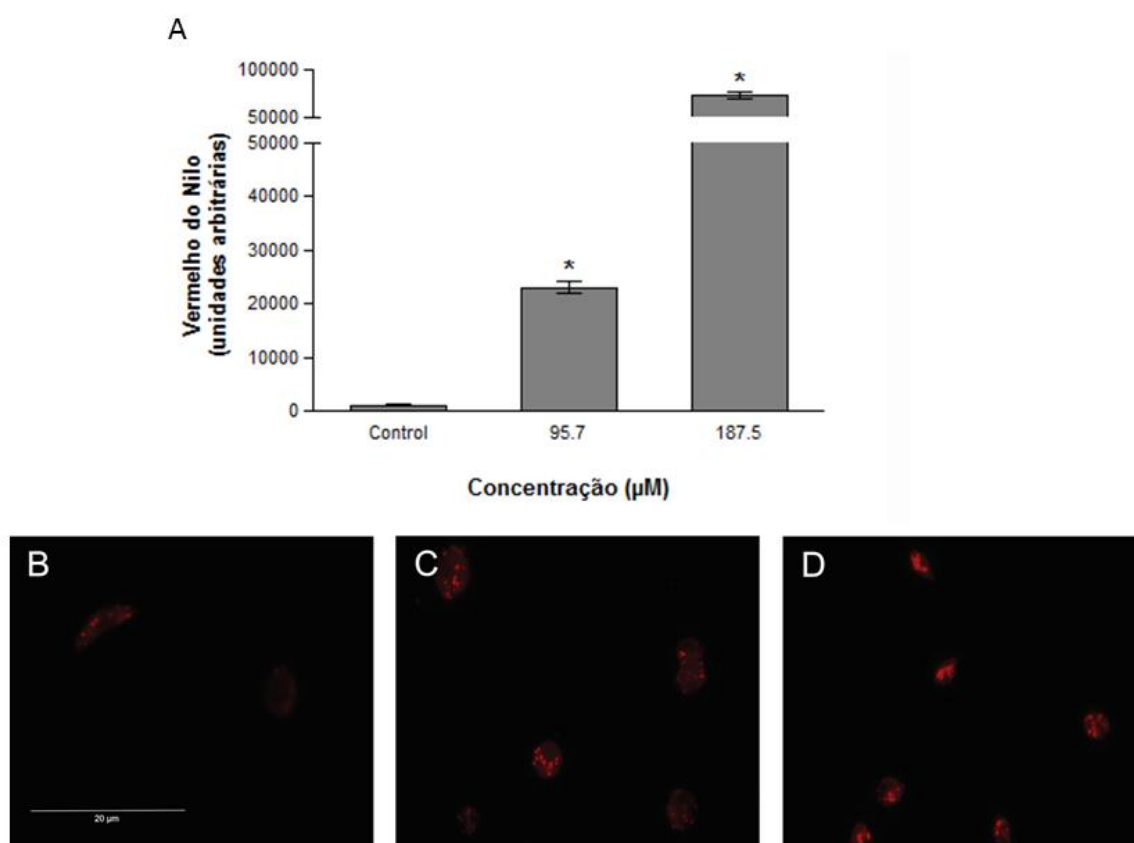 A
100000
50000
50000
40000
30000
20000
10000
0
Vermelho do Nilo
(unidades arbitrárias)
*
*
Control
95.7
187.5
Concentração (µM)
B
C
D
20 µm